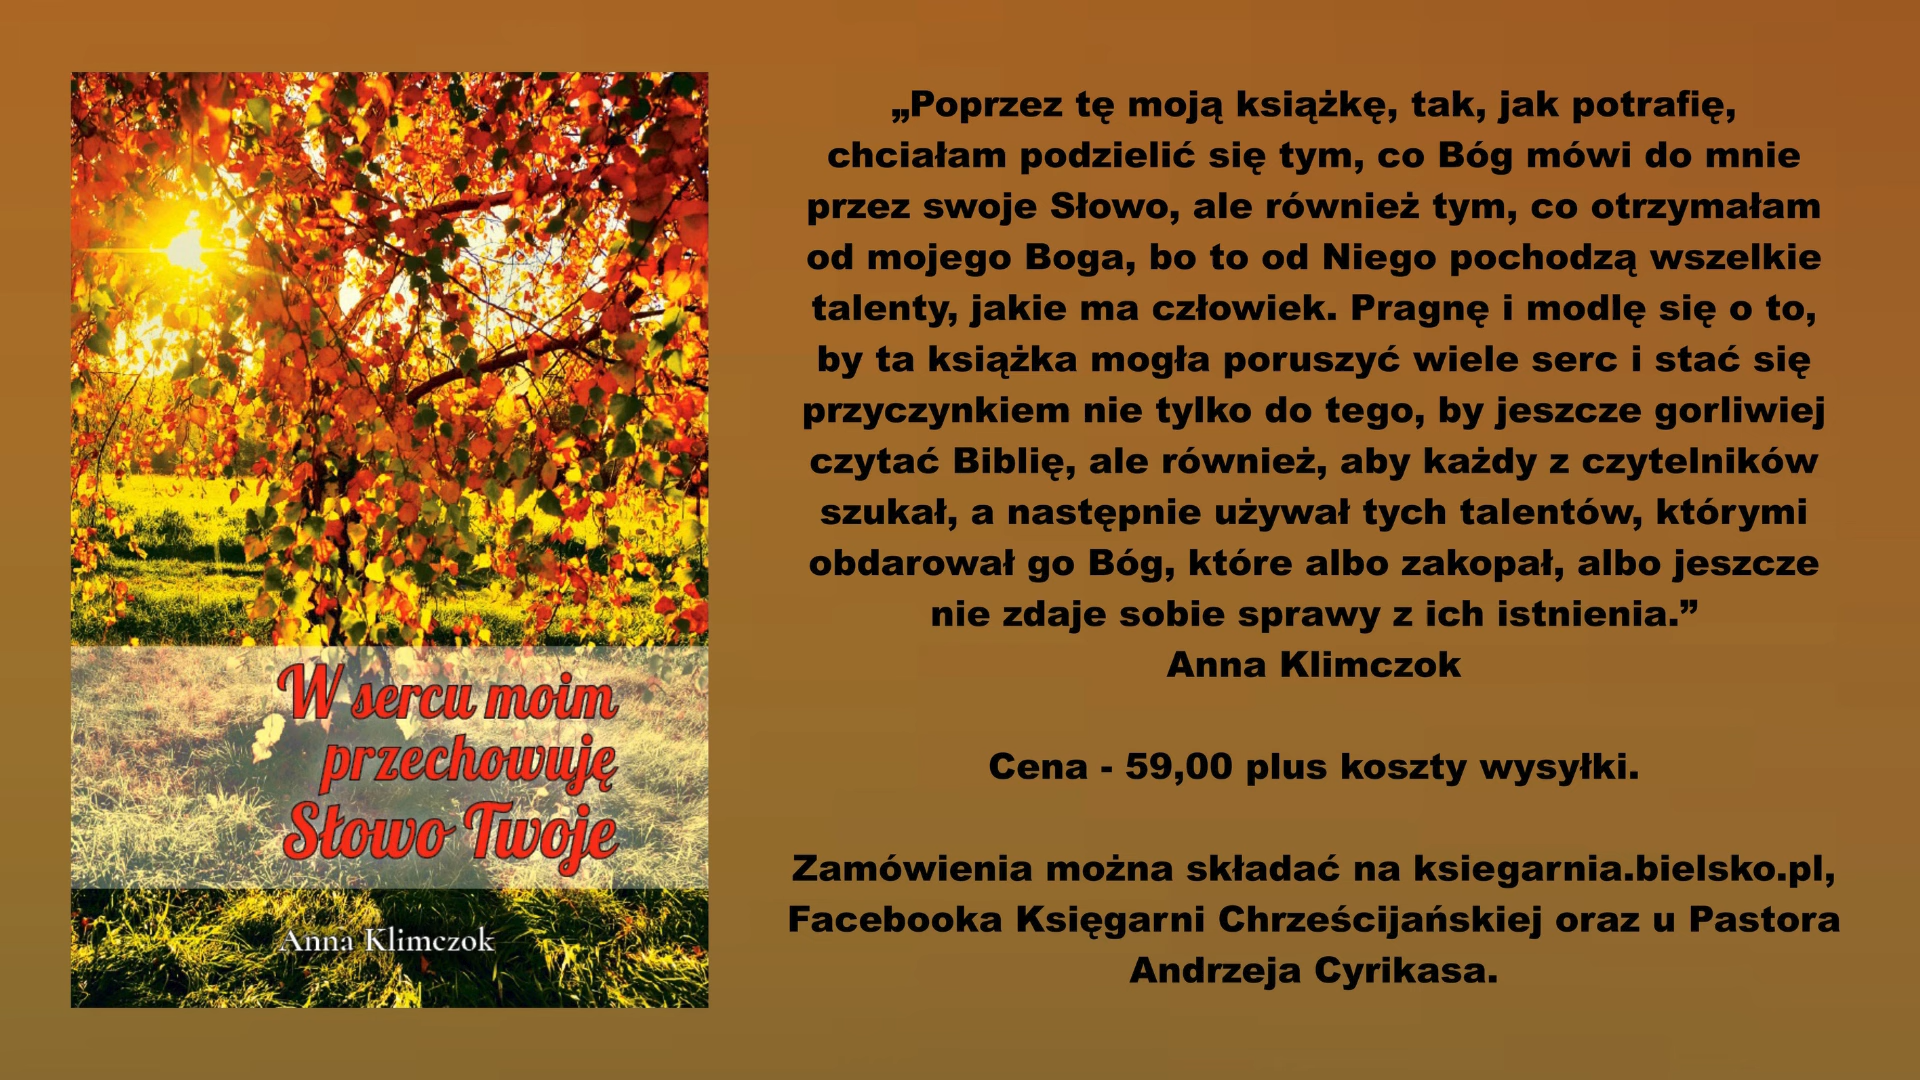 W sercu moim
przechowuję
Słowo Twoje
Anna Klimczok
„Poprzez tę moją książkę, tak, jak potrafię,
chciałam podzielić się tym, co Bóg mówi do mnie
przez swoje Słowo, ale również tym, co otrzymałam
od mojego Boga, bo to od Niego pochodzą wszelkie
talenty, jakie ma człowiek. Pragnę i modlę się o to,
by ta książka mogła poruszyć wiele serc i stać się
przyczynkiem nie tylko do tego, by jeszcze gorliwiej
czytać Biblię, ale również, aby każdy z czytelników
szukał, a następnie używał tych talentów, którymi
obdarował go Bóg, które albo zakopał, albo jeszcze
nie zdaje sobie sprawy z ich istnienia.”
Anna Klimczok
Cena - 59,00 plus koszty wysyłki.
Zamówienia można składać na ksiegarnia.bielsko.pl,
Facebooka Księgarni Chrześcijańskiej oraz u Pastora
Andrzeja Cyrikasa.